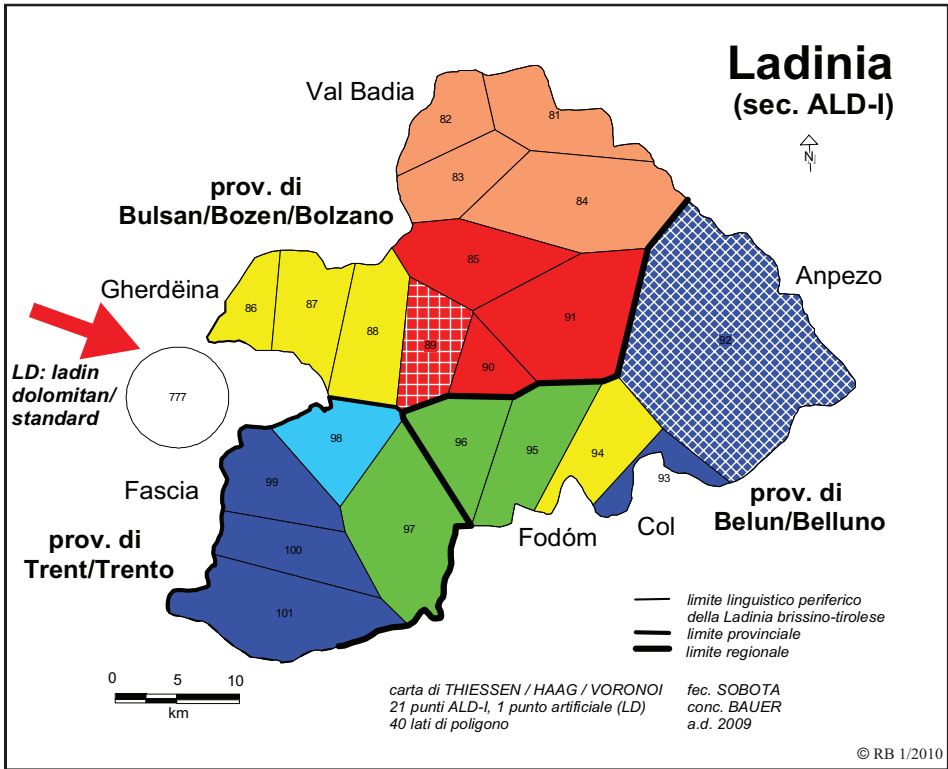 Ladinia
(sec. ALD-I)
N
Val Badia
prov. di
Bulsan/Bozen/Bolzano
Gherdëina
Anpezo
LD: ladin
dolomitan/
standard
777
81
82
83
84
85
86
87
88
89
90
91
92
93
94
95
96
97
98
99
100
101
Fascia
prov. di
Trent/Trento
Fodóm
Col
prov. di
Belun/Belluno
limite linguistico periferico
della Ladinia brissino-tirolese
limite provinciale
limite regionale
0 5 10
km
carta di THIESSEN / HAAG / VORONOI
21 punti ALD-I, 1 punto artificiale (LD)
40 lati di poligono
fec. SOBOTA
conc. BAUER
a.d. 2009
© RB 1/2010